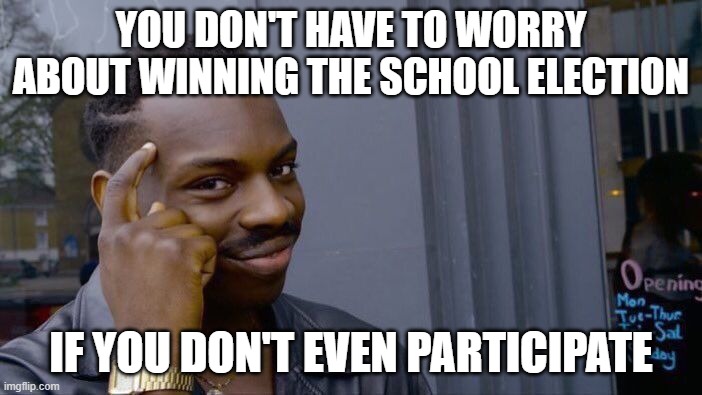 YOU DON'T HAVE TO WORRY
ABOUT WINNING THE SCHOOL ELECTION
Opening
Mon
Tue-Thur
Sal
IF YOU DON'T EVEN PARTICIPATE
imgflip.com